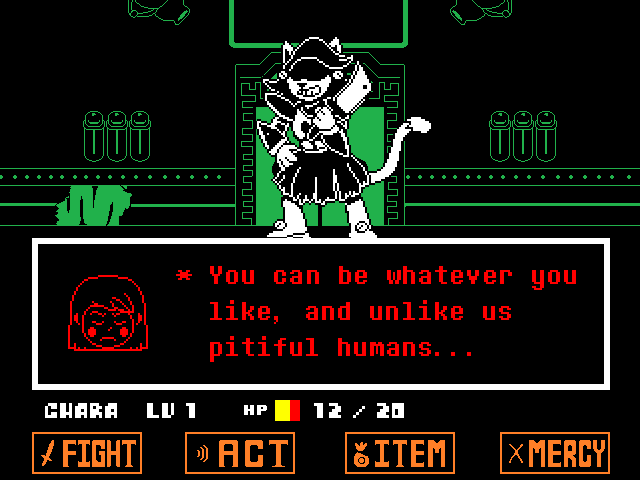 * You can be whatever you
like, and unlike us
pitiful humans...
CHARA LV 1 HP 12 / 20
FIGHT ACT ITEM MERCY